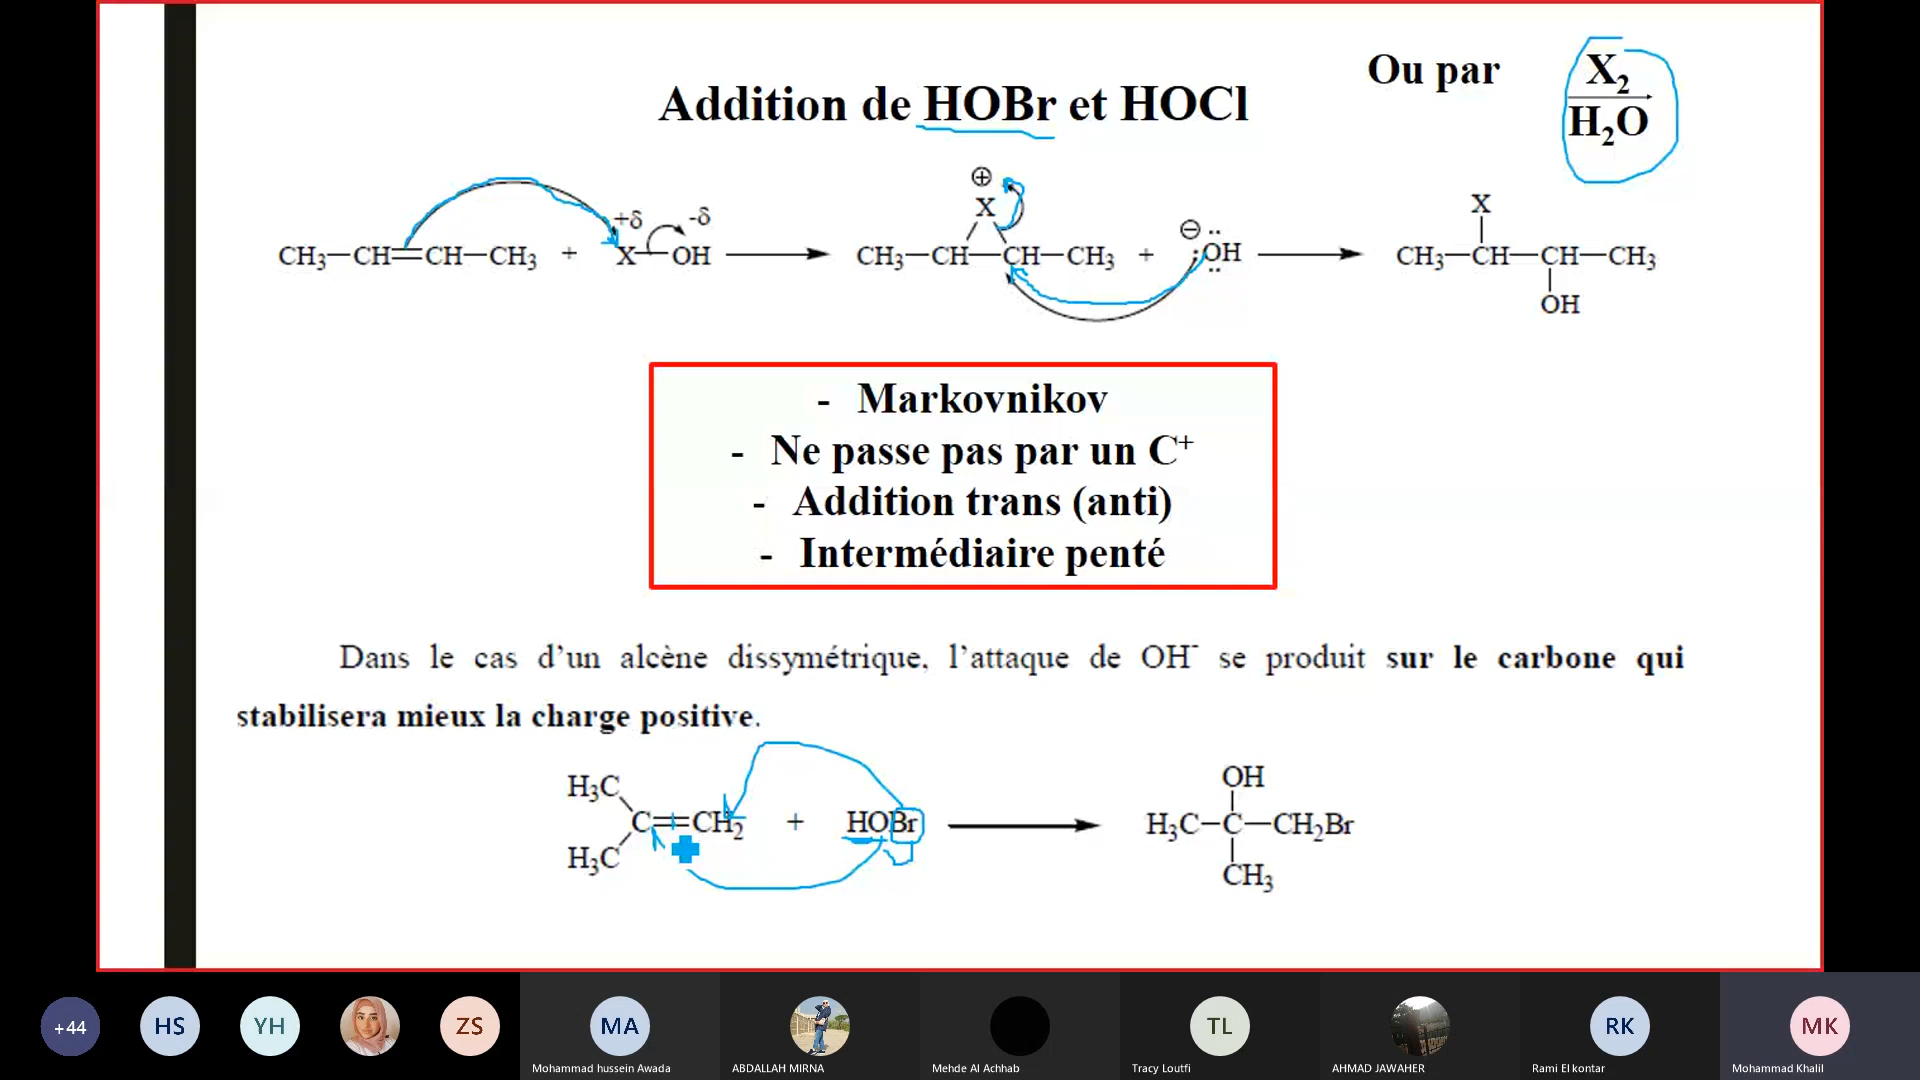 Ou par X₂
H₂O
Addition de HOBr et HOCl
CH₃—CH=CH—CH₃ + X—OH → CH₃—CH—CH—CH₃ + :OH → CH₃—CH—CH—CH₃
+δ -δ ⊕ X ⊖ X OH
- Markovnikov
- Ne passe pas par un C⁺
- Addition trans (anti)
- Intermédiaire penté
Dans le cas d’un alcène dissymétrique, l’attaque de OH⁻ se produit sur le carbone qui
stabilisera mieux la charge positive.
H₃C OH
C=CH₂ + HOBr → H₃C—C—CH₂Br
H₃C CH₃
+44 HS YH ZS MA TL RK MK
Mohammad hussein Awada ABDALLAH MIRNA Mehde Al Achhab Tracy Loutfi AHMAD JAWAHER Rami El kontar Mohammad Khalil